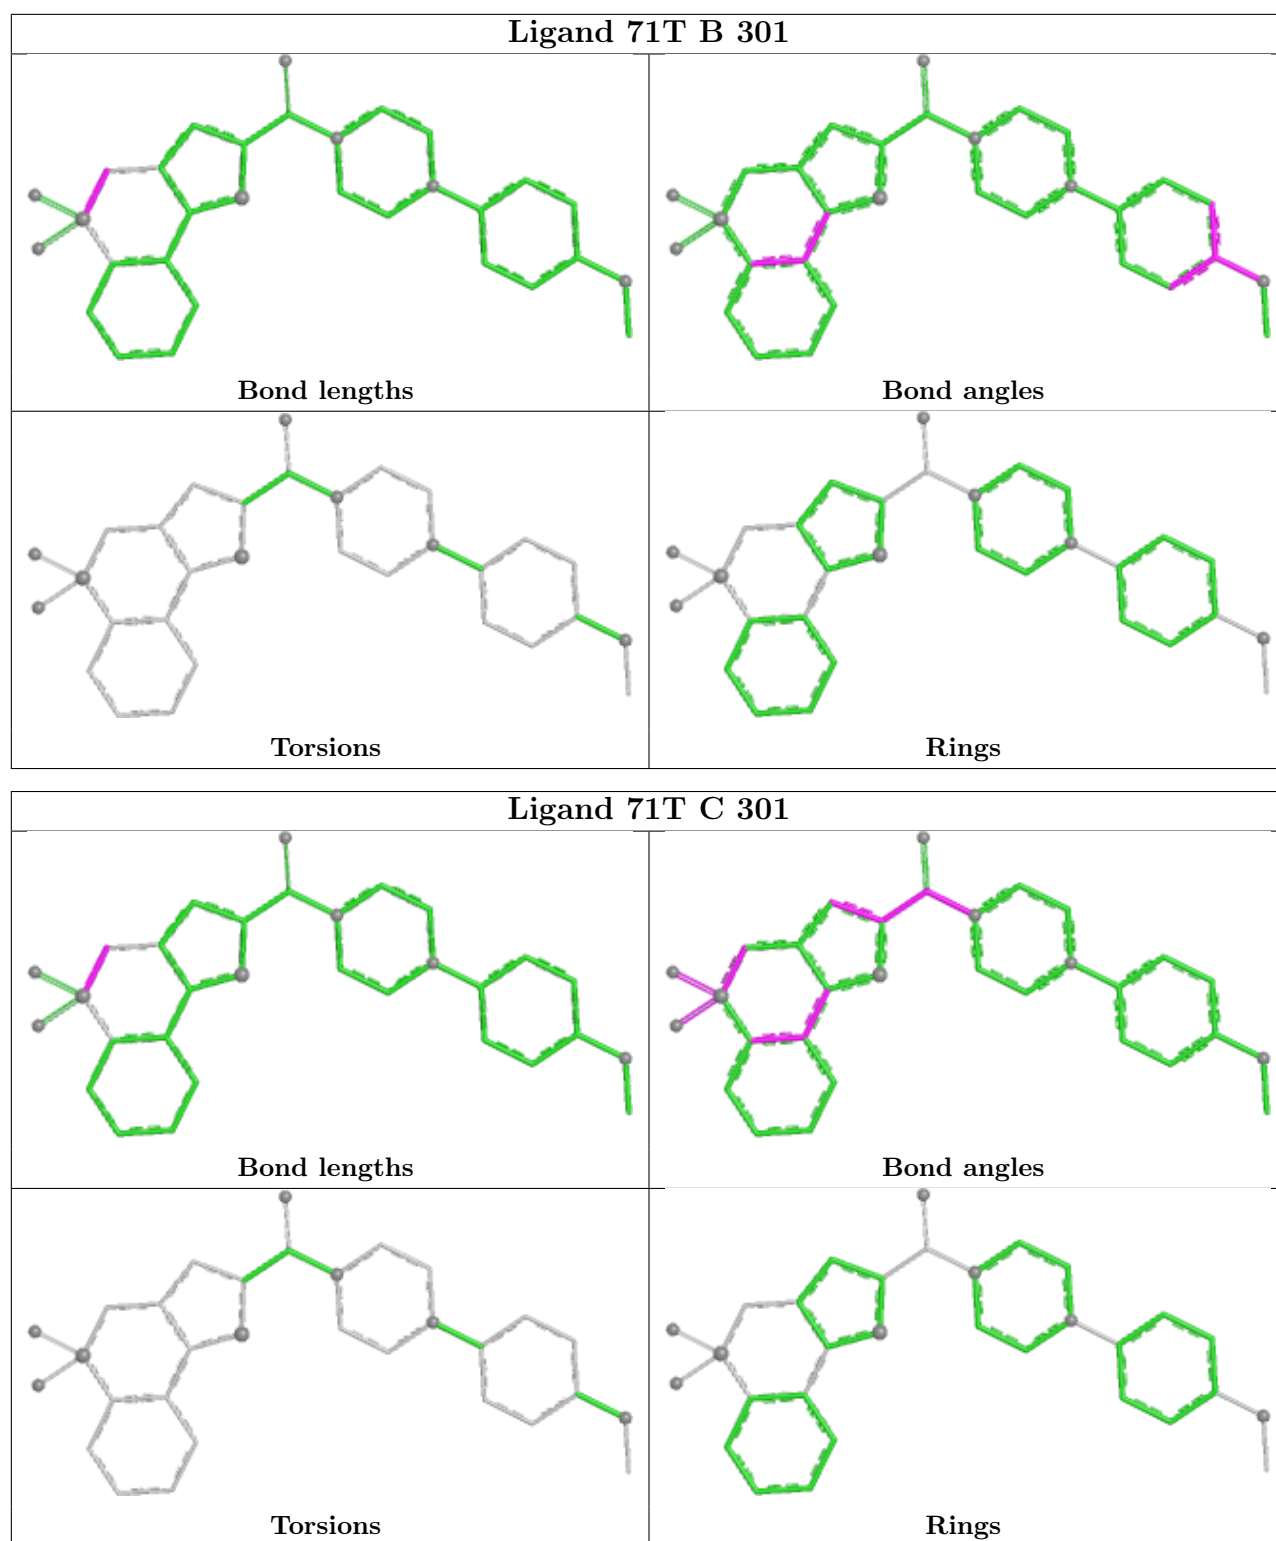 Ligand 71T B 301
Bond lengths
Bond angles
Torsions
Rings
Ligand 71T C 301
Bond lengths
Bond angles
Torsions
Rings